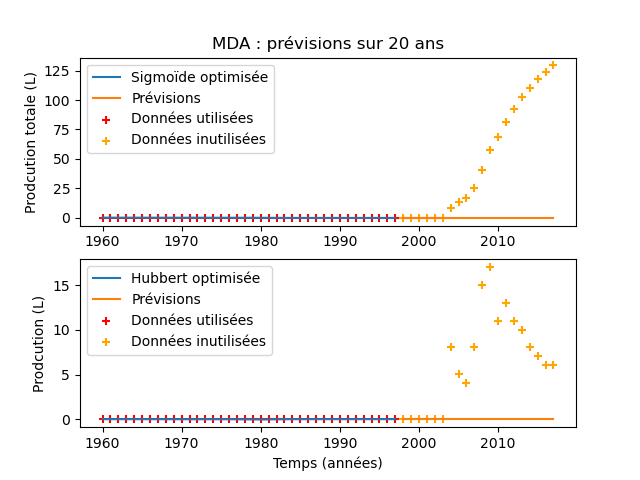 MDA : prévisions sur 20 ans
Prodcution totale (L)
125
100
75
50
25
0
Sigmoïde optimisée
Prévisions
Données utilisées
Données inutilisées
1960 1970 1980 1990 2000 2010
Prodcution (L)
15
10
5
0
Hubbert optimisée
Prévisions
Données utilisées
Données inutilisées
1960 1970 1980 1990 2000 2010
Temps (années)